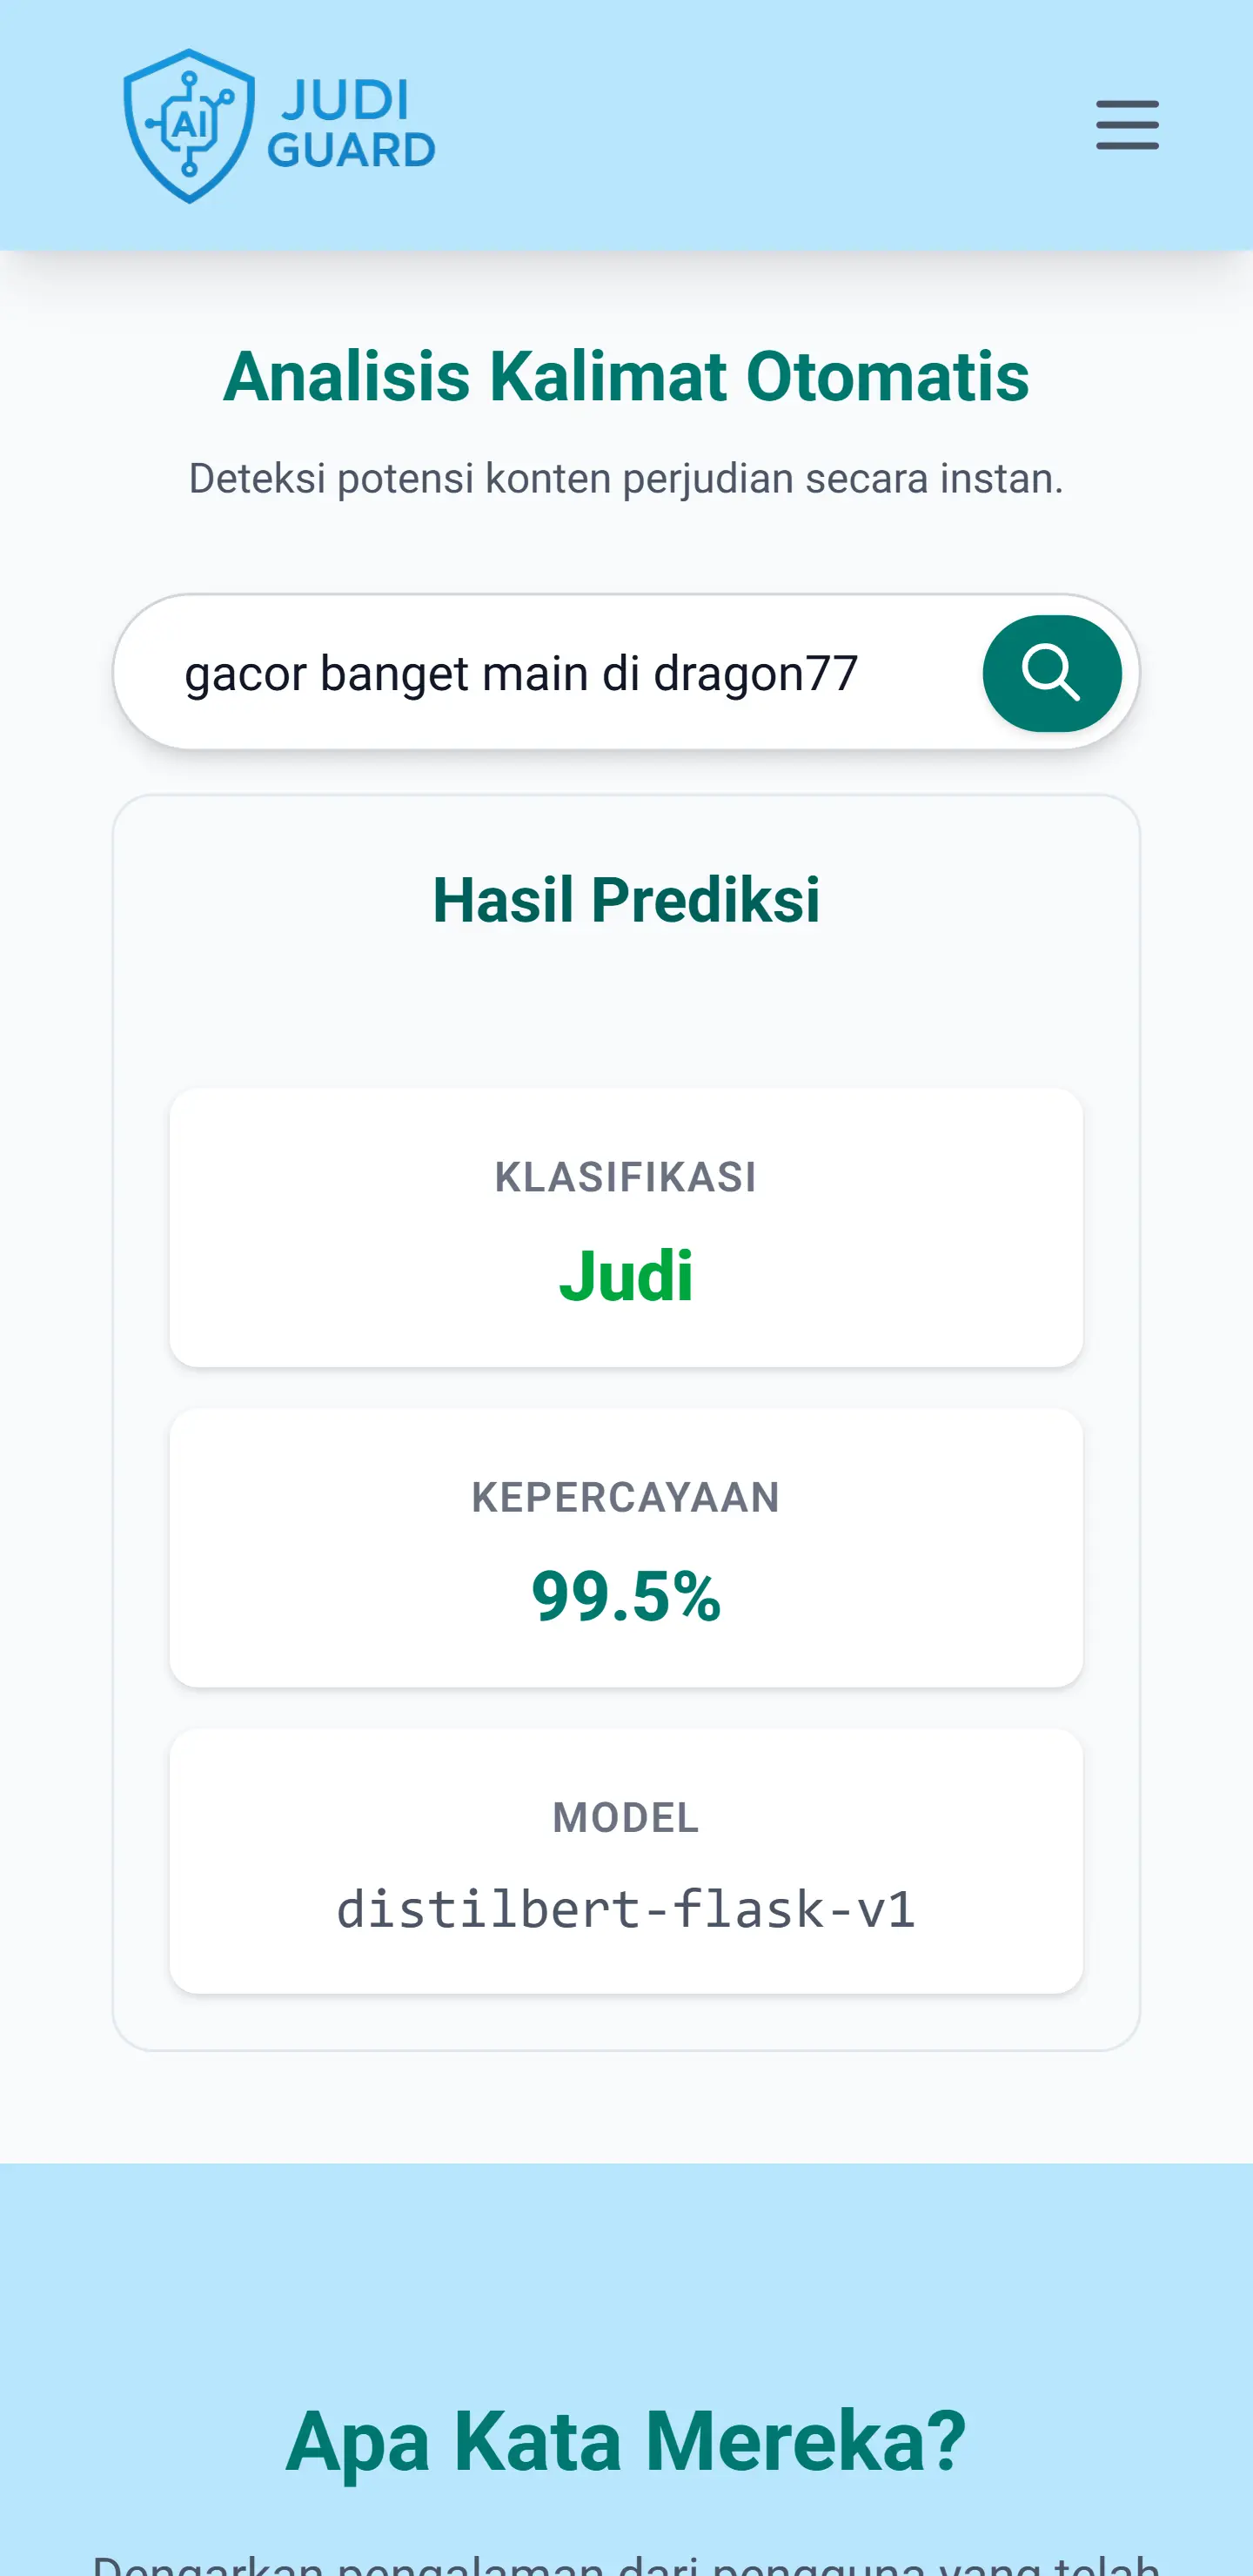 AI
JUDI
GUARD
Analisis Kalimat Otomatis
Deteksi potensi konten perjudian secara instan.
gacor banget main di dragon77
Hasil Prediksi
KLASIFIKASI
Judi
KEPERCAYAAN
99.5%
MODEL
distilbert-flask-v1
Apa Kata Mereka?
Dengarkan pengalaman dari pengguna yang telah